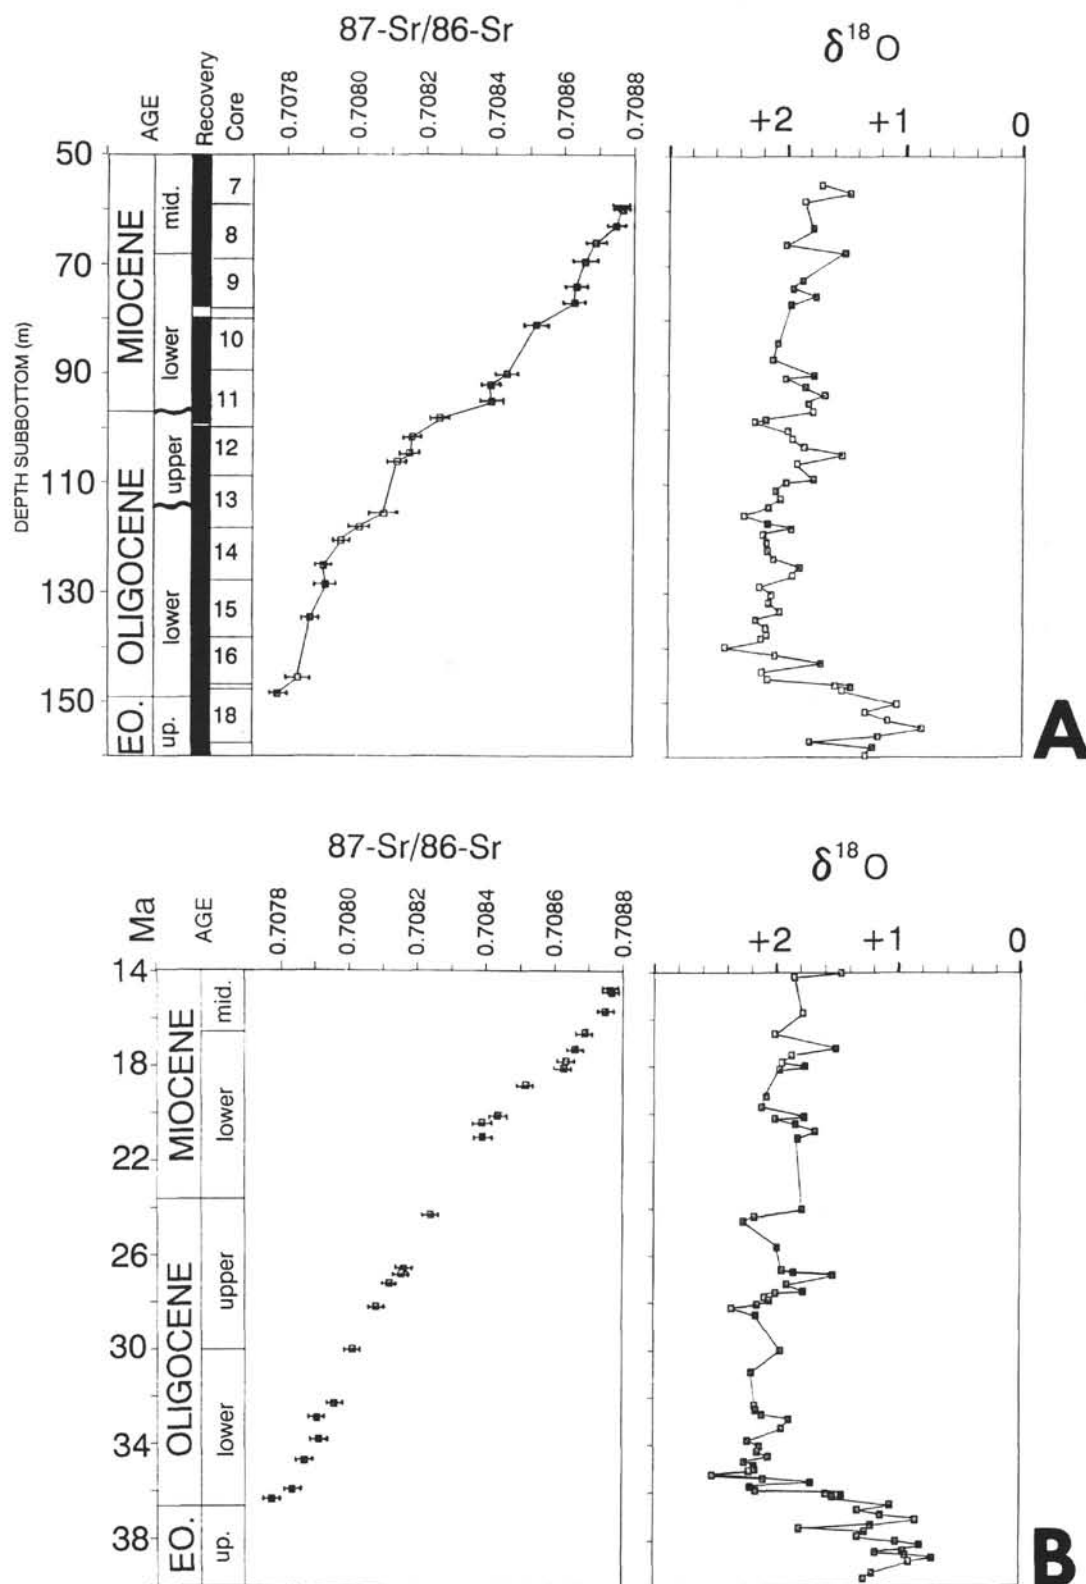 87-Sr/86-Sr
δ18O
AGE
Recovery
Core
0.7078
0.7080
0.7082
0.7084
0.7086
0.7088
+2
+1
0
DEPTH SUBBOTTOM (m)
50
70
90
110
130
150
MIOCENE
OLIGOCENE
EO.
mid.
lower
upper
lower
up.
7
8
9
10
11
12
13
14
15
16
18
A
87-Sr/86-Sr
δ18O
Ma
AGE
0.7078
0.7080
0.7082
0.7084
0.7086
0.7088
+2
+1
0
14
18
22
26
30
34
38
MIOCENE
OLIGOCENE
EO.
mid.
lower
upper
lower
up.
B